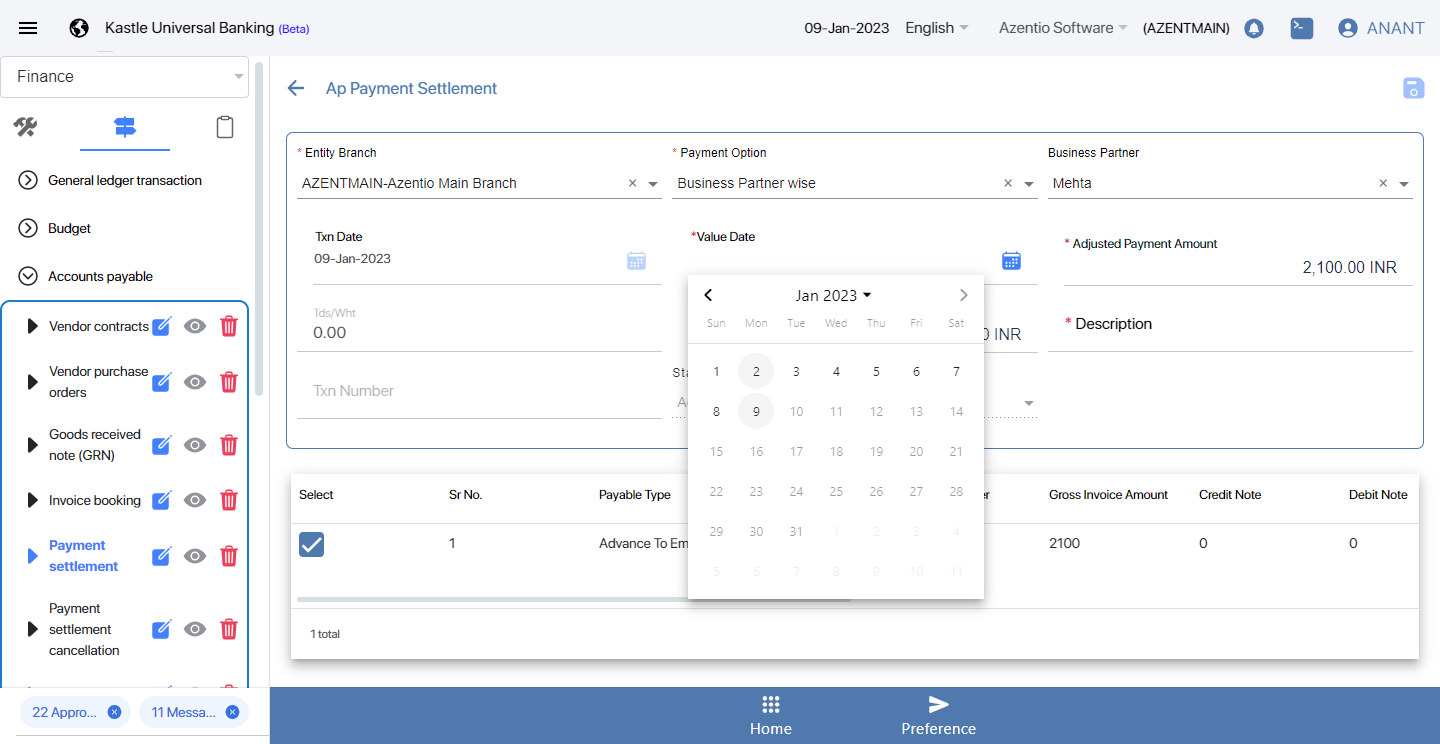 Kastle Universal Banking (Beta)
09-Jan-2023
English
Azentio Software
(AZENTMAIN)
ANANT
Finance
General ledger transaction
Budget
Accounts payable
Vendor contracts
Vendor purchase
orders
Goods received
note (GRN)
Invoice booking
Payment
settlement
Payment
settlement
cancellation
22 Appro...
11 Messa...
Ap Payment Settlement
* Entity Branch
AZENTMAIN-Azentio Main Branch
* Payment Option
Business Partner wise
Business Partner
Mehta
Txn Date
09-Jan-2023
*Value Date
* Adjusted Payment Amount
2,100.00 INR
Tds/Wht
0.00
INR
* Description
Txn Number
Jan 2023
Sun Mon Tue Wed Thu Fri Sat
1 2 3 4 5 6 7
8 9 10 11 12 13 14
15 16 17 18 19 20 21
22 23 24 25 26 27 28
29 30 31 1 2 3 4
5 6 7 8 9 10 11
Select Sr No. Payable Type Gross Invoice Amount Credit Note Debit Note
1 Advance To Em 2100 0 0
1 total
Home
Preference